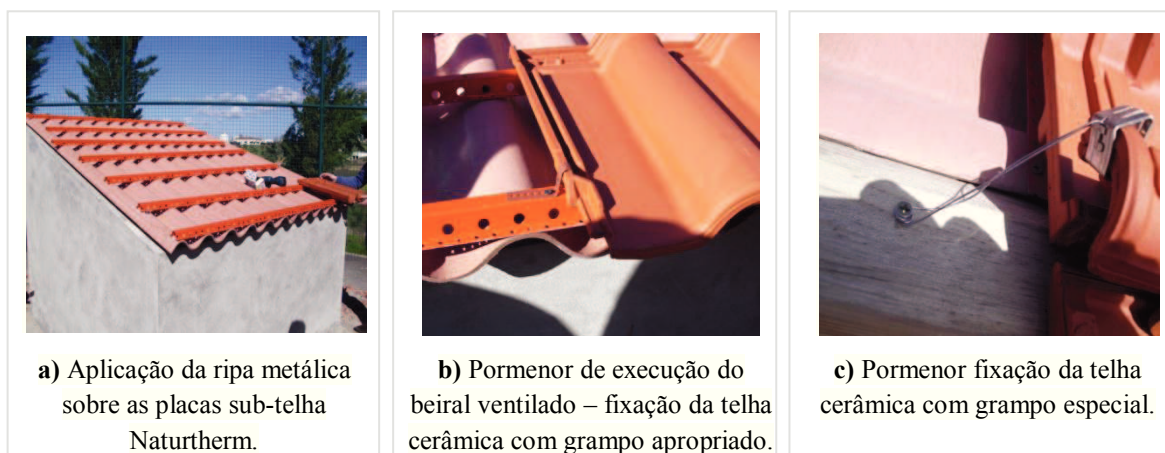 a) Aplicação da ripa metálica
sobre as placas sub-telha
Naturtherm.
b) Pormenor de execução do
beiral ventilado – fixação da telha
cerâmica com grampo apropriado.
c) Pormenor fixação da telha
cerâmica com grampo especial.